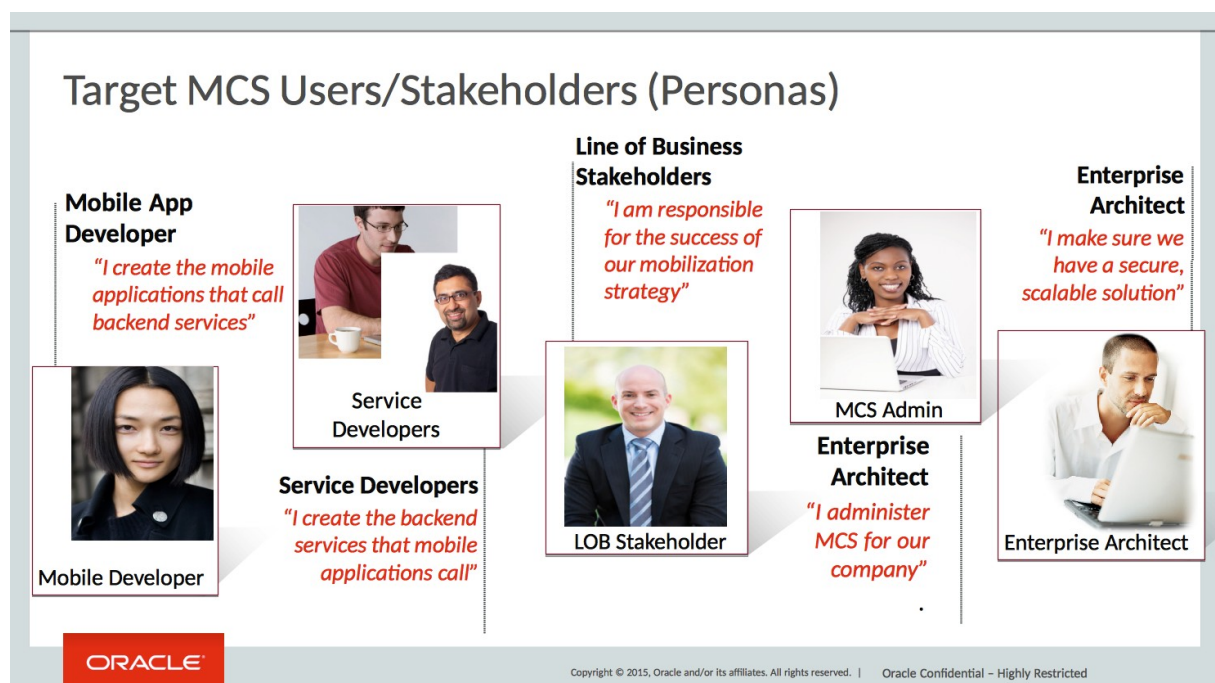 Target MCS Users/Stakeholders (Personas)
Mobile App
Developer
“I create the mobile
applications that call
backend services”
Mobile Developer
Service
Developers
Service Developers
“I create the backend
services that mobile
applications call”
Line of Business
Stakeholders
“I am responsible
for the success of
our mobilization
strategy”
LOB Stakeholder
MCS Admin
Enterprise
Architect
“I administer
MCS for our
company”
.
Enterprise
Architect
“I make sure we
have a secure,
scalable solution”
Enterprise Architect
ORACLE®
Copyright © 2015, Oracle and/or its affiliates. All rights reserved. |
Oracle Confidential – Highly Restricted